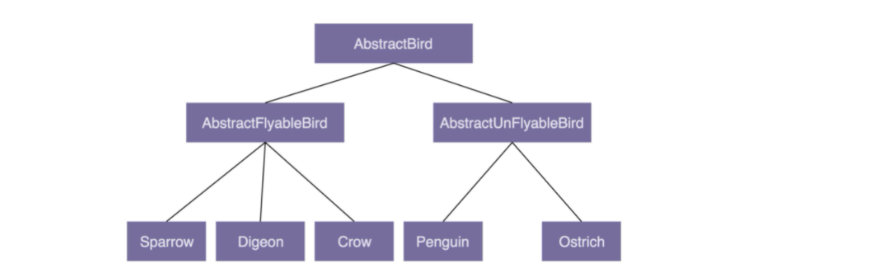 AbstractBird
AbstractFlyableBird
AbstractUnFlyableBird
Sparrow
Digeon
Crow
Penguin
Ostrich